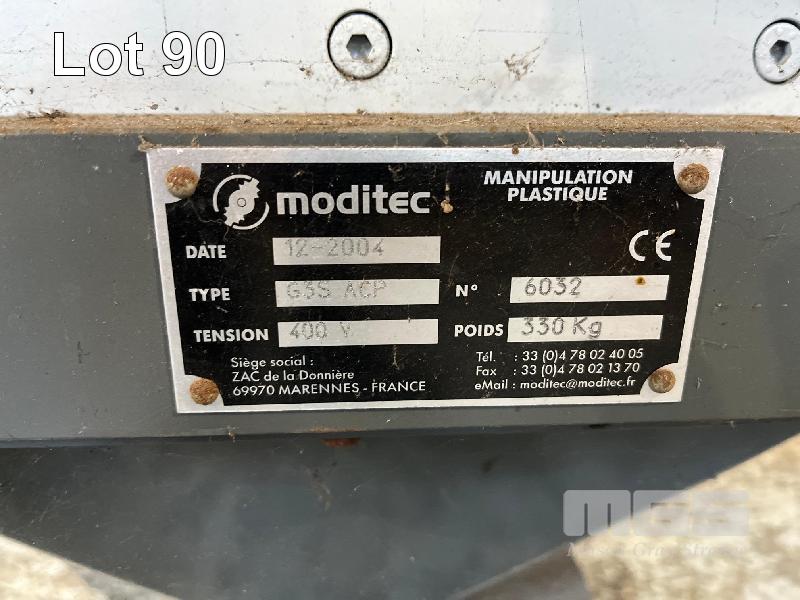 Lot 90
moditec
MANIPULATION
PLASTIQUE
DATE 12-2004
CE
TYPE G3S ACP N° 6032
TENSION 400 V POIDS 330 Kg
Siège social :
ZAC de la Donnière
69970 MARENNES - FRANCE
Tél. : 33 (0)4 78 02 40 05
Fax : 33 (0)4 78 02 13 70
eMail : moditec@moditec.fr
MGS